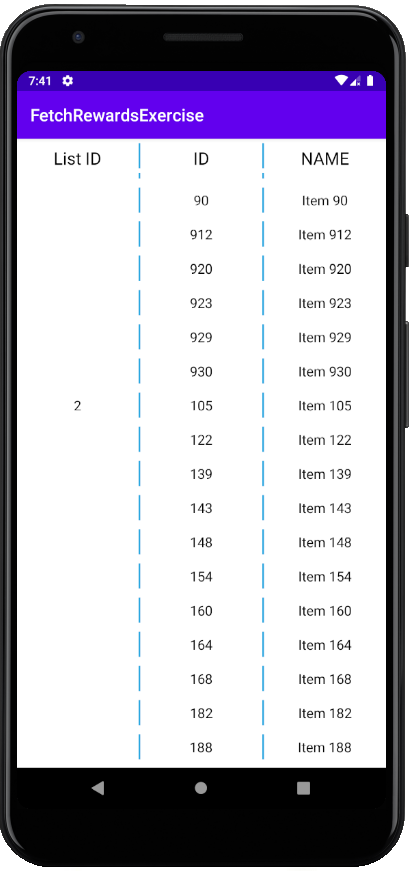 7:41
FetchRewardsExercise
List ID ID NAME
90 Item 90
912 Item 912
920 Item 920
923 Item 923
929 Item 929
930 Item 930
2 105 Item 105
122 Item 122
139 Item 139
143 Item 143
148 Item 148
154 Item 154
160 Item 160
164 Item 164
168 Item 168
182 Item 182
188 Item 188